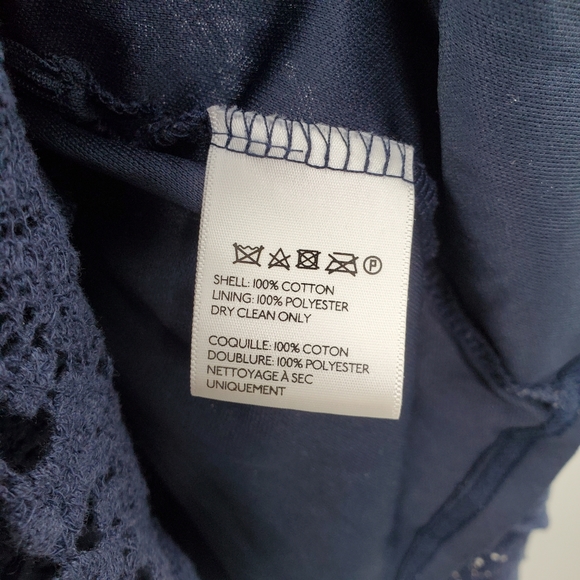 P
SHELL: 100% COTTON
LINING: 100% POLYESTER
DRY CLEAN ONLY
COQUILLE: 100% COTON
DOUBLURE: 100% POLYESTER
NETTOYAGE À SEC
UNIQUEMENT